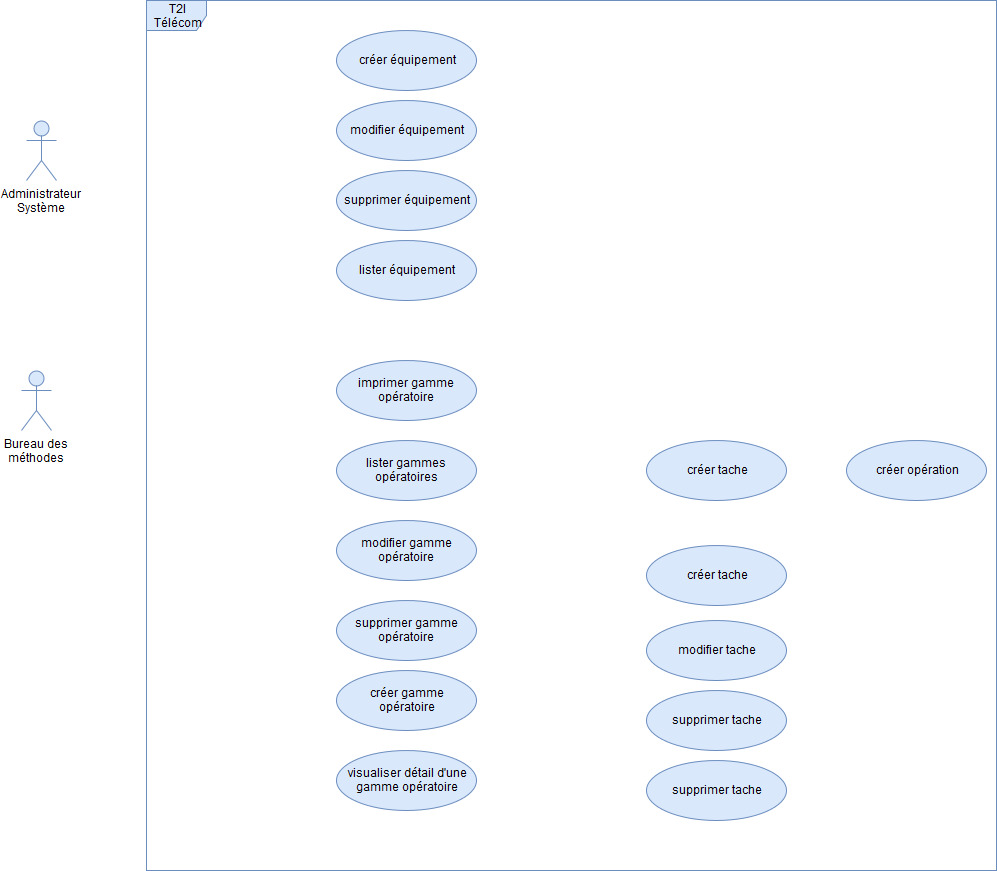 T2I
Télécom
créer équipement
modifier équipement
Administrateur
Système
supprimer équipement
lister équipement
imprimer gamme
opératoire
Bureau des
méthodes
lister gammes
opératoires
créer tache
créer opération
modifier gamme
opératoire
créer tache
supprimer gamme
opératoire
modifier tache
créer gamme
opératoire
supprimer tache
visualiser détail d'une
gamme opératoire
supprimer tache